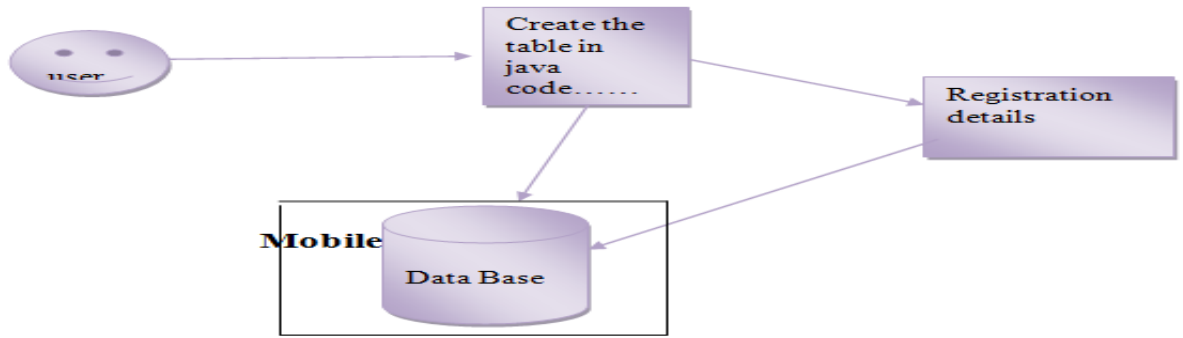 user
Create the
table in
java
code......
Registration
details
Mobile
Data Base